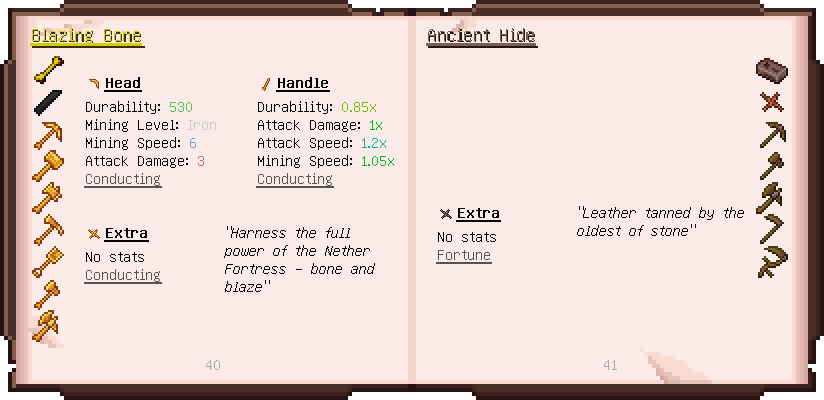 Blazing Bone
Head
Durability: 530
Mining Level: Iron
Mining Speed: 6
Attack Damage: 3
Conducting
Handle
Durability: 0.85x
Attack Damage: 1x
Attack Speed: 1.2x
Mining Speed: 1.05x
Conducting
Extra
No stats
Conducting
"Harness the full
power of the Nether
Fortress - bone and
blaze"
40
Ancient Hide
Extra
No stats
Fortune
"Leather tanned by the
oldest of stone"
41